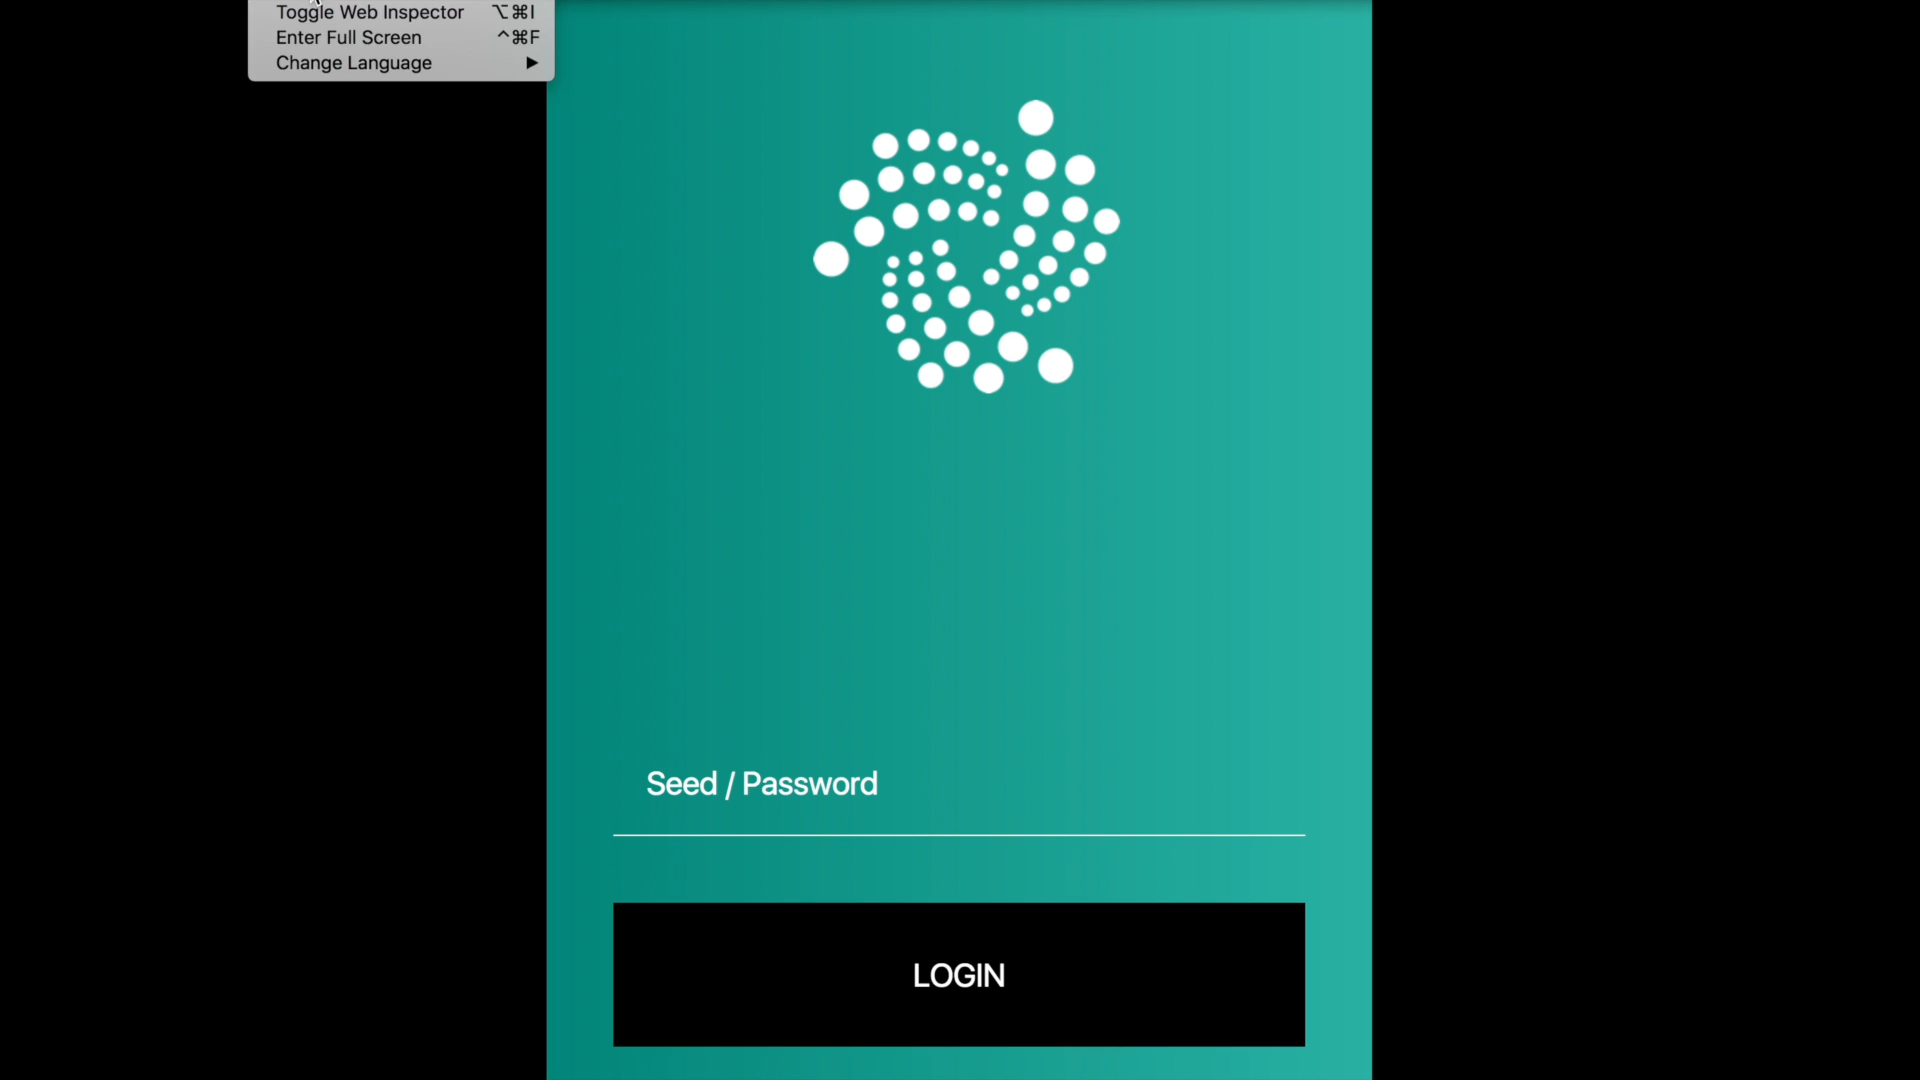 Toggle Web Inspector ⌥⌘I
Enter Full Screen ^⌘F
Change Language ▶
Seed / Password
LOGIN